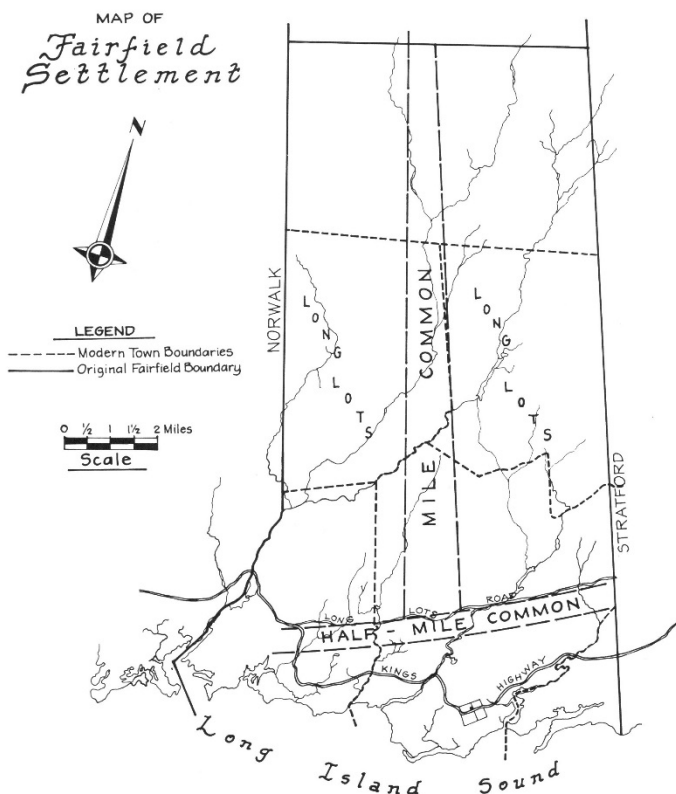 MAP OF
Fairfield
Settlement
N
LEGEND
Modern Town Boundaries
Original Fairfield Boundary
0 ½ 1 1½ 2 Miles
Scale
NORWALK
LONG LOTS
COMMON
MILE
LONG LOTS
STRATFORD
LONG LOTS ROAD
HALF-MILE COMMON
KINGS HIGHWAY
Long Island Sound